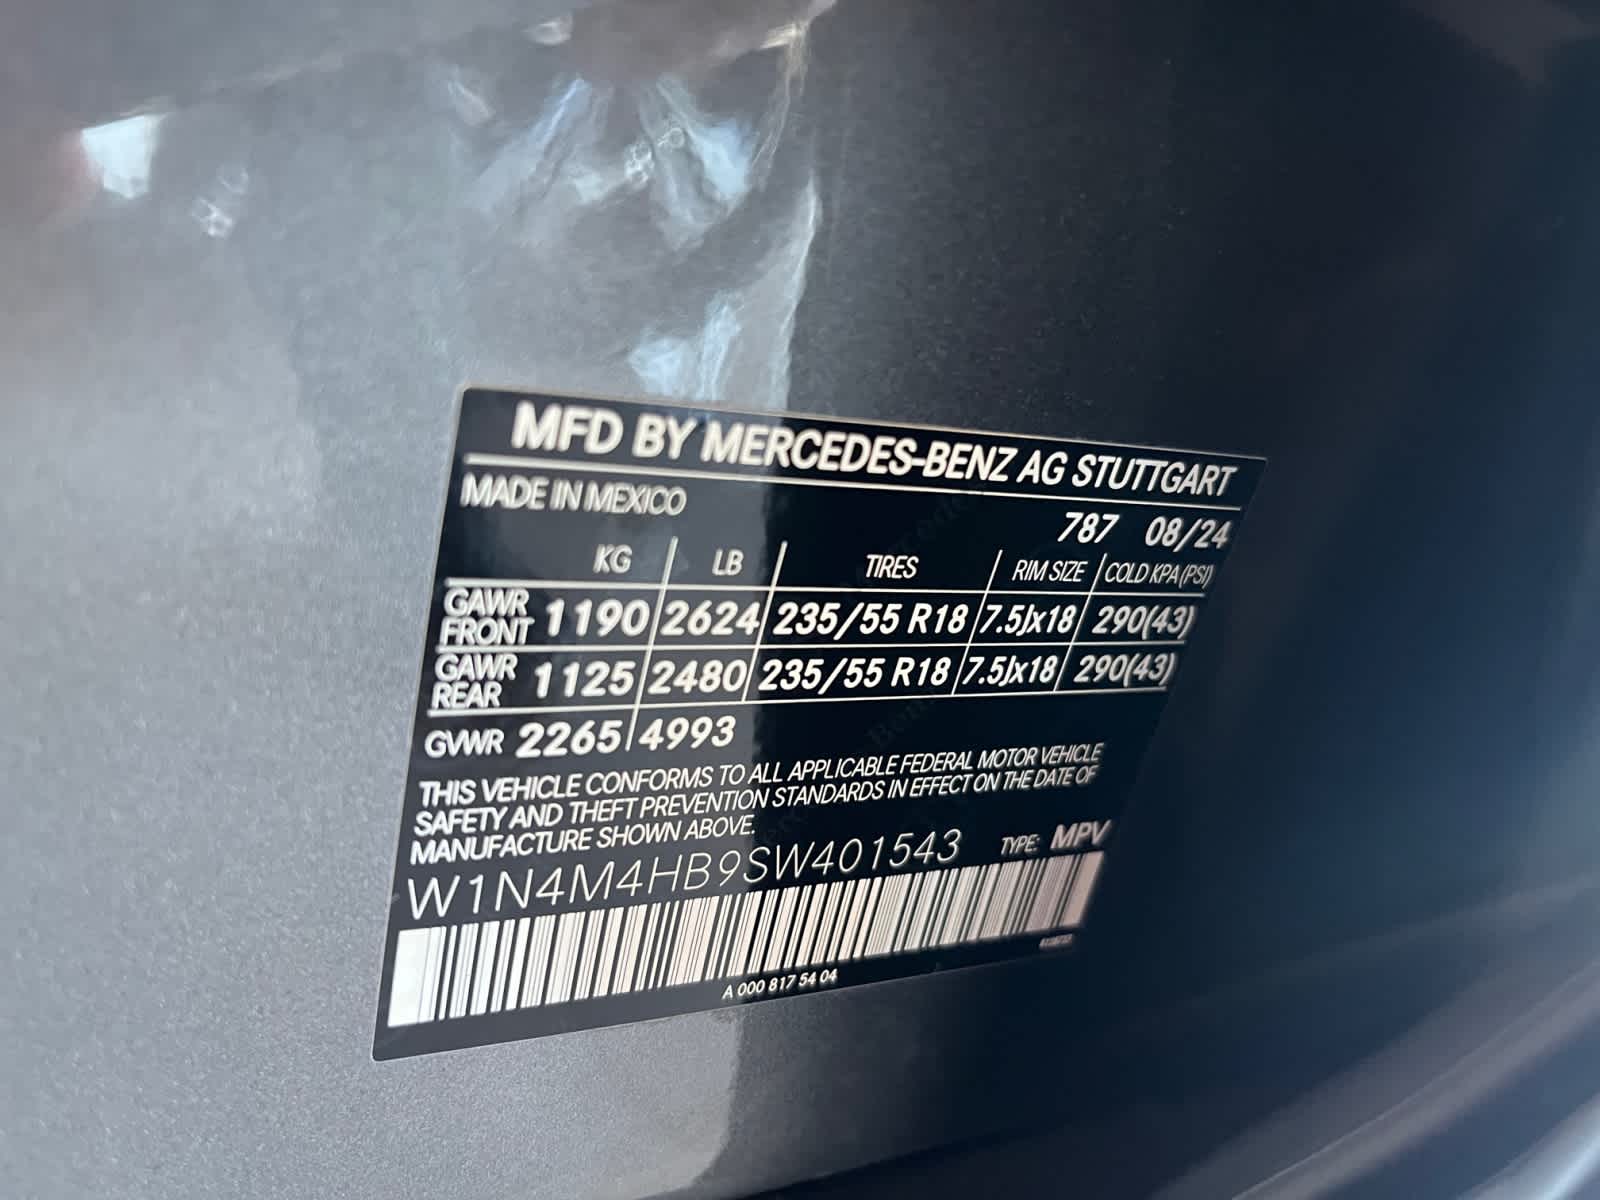 MFD BY MERCEDES-BENZ AG STUTTGART
MADE IN MEXICO
787 08/24
KG LB TIRES RIM SIZE COLD KPA (PSI)
GAWR FRONT 1190 2624 235/55 R18 7.5Jx18 290(43)
GAWR REAR 1125 2480 235/55 R18 7.5Jx18 290(43)
GVWR 2265 4993
THIS VEHICLE CONFORMS TO ALL APPLICABLE FEDERAL MOTOR VEHICLE
SAFETY AND THEFT PREVENTION STANDARDS IN EFFECT ON THE DATE OF
MANUFACTURE SHOWN ABOVE.
W1N4M4HB9SW401543 TYPE: MPV
A 000 817 54 04